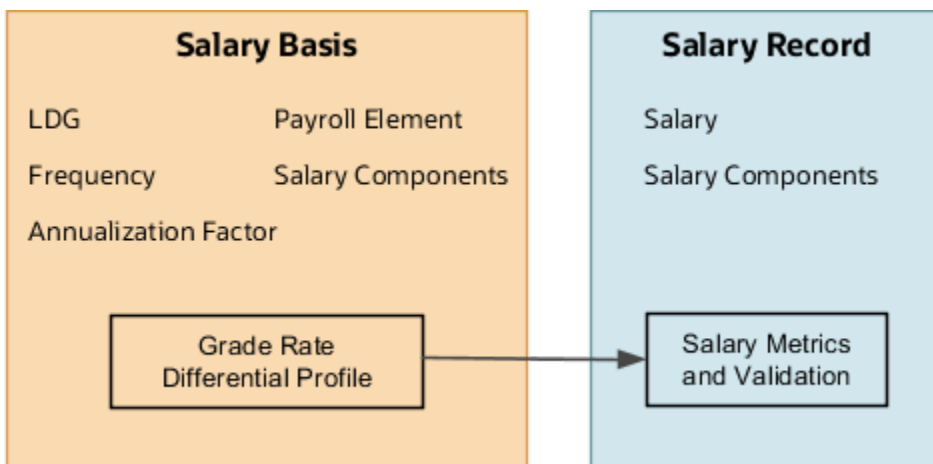 Salary Basis
LDG
Payroll Element
Frequency
Salary Components
Annualization Factor
Grade Rate
Differential Profile
Salary Record
Salary
Salary Components
Salary Metrics
and Validation